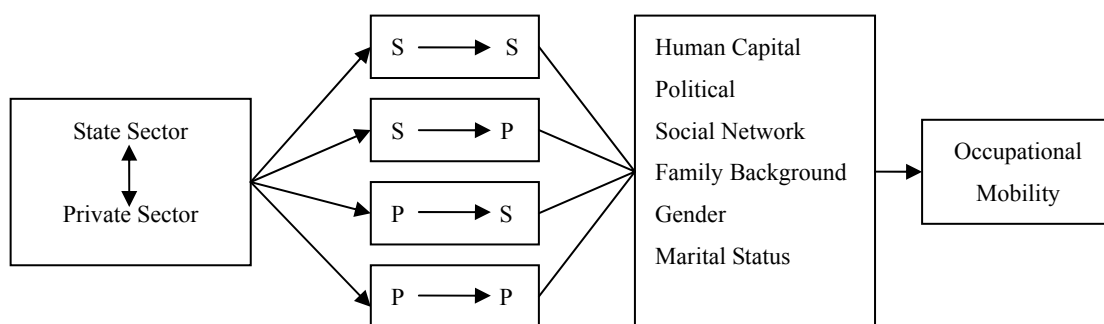 State Sector
Private Sector
S S
S P
P S
P P
Human Capital
Political
Social Network
Family Background
Gender
Marital Status
Occupational
Mobility